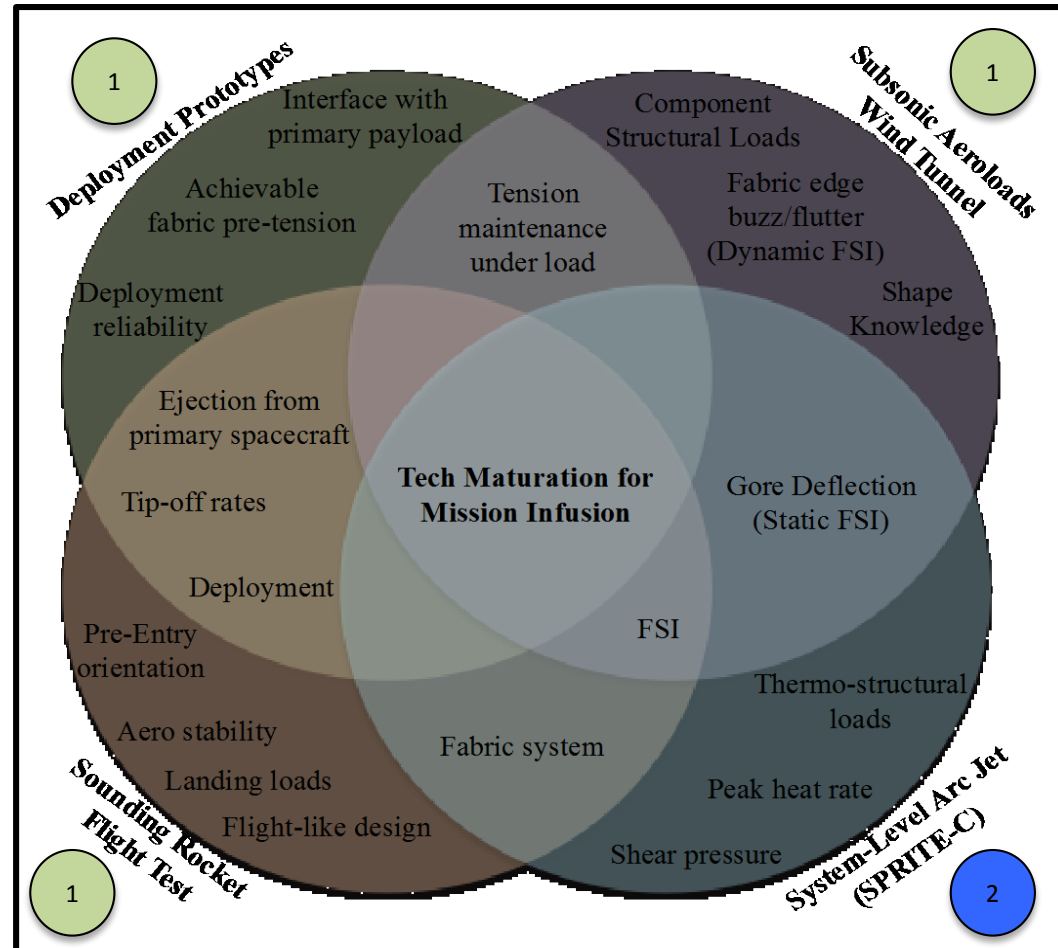 1
Deployment Prototypes
1
Subsonic Aeroloads
Wind Tunnel
Interface with
primary payload
Achievable
fabric pre-tension
Deployment
reliability
Tension
maintenance
under load
Component
Structural Loads
Fabric edge
buzz/flutter
(Dynamic FSI)
Shape
Knowledge
Ejection from
primary spacecraft
Tip-off rates
Deployment
Tech Maturation for
Mission Infusion
Gore Deflection
(Static FSI)
FSI
Pre-Entry
orientation
Aero stability
Landing loads
Flight-like design
Fabric system
Thermo-structural
loads
Peak heat rate
Shear pressure
Sounding Rocket
Flight Test
1
System-Level Arc Jet
(SPRITE-C)
2